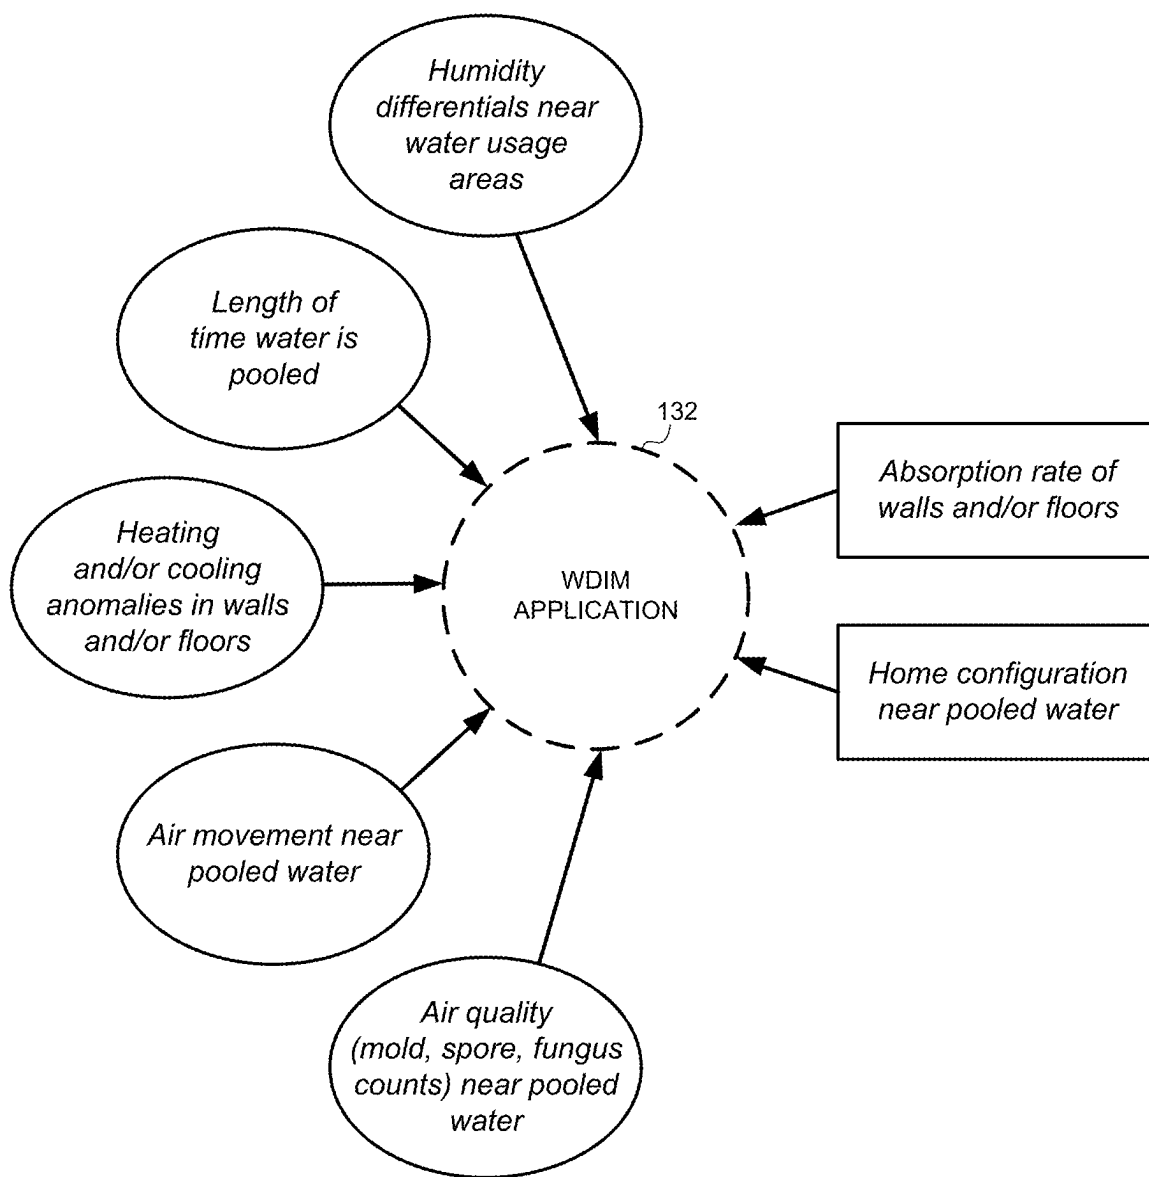 Humidity
differentials near
water usage
areas
Length of
time water is
pooled
132
Absorption rate of
walls and/or floors
Heating
and/or cooling
anomalies in walls
and/or floors
WDIM
APPLICATION
Home configuration
near pooled water
Air movement near
pooled water
Air quality
(mold, spore, fungus
counts) near pooled
water